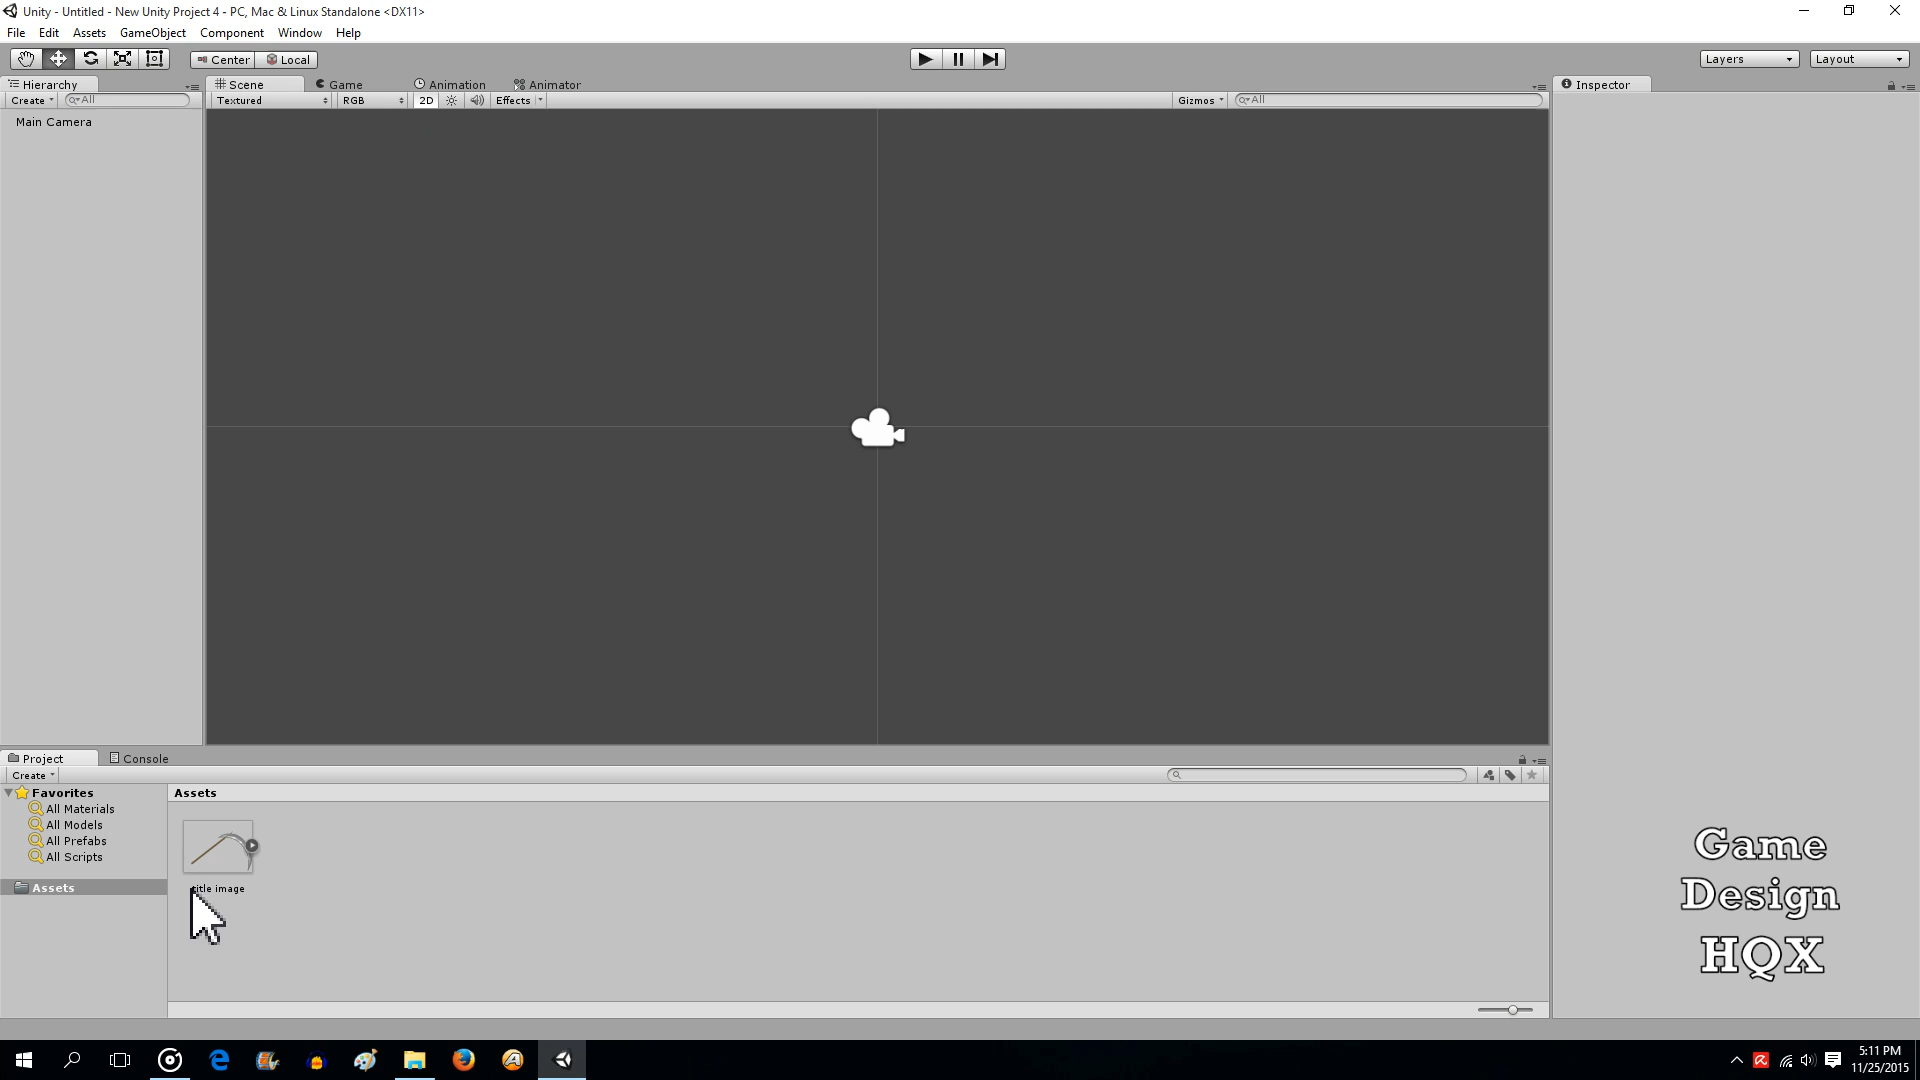 Unity - Untitled - New Unity Project 4 - PC, Mac & Linux Standalone <DX11>
File Edit Assets GameObject Component Window Help
Center Local
Layers Layout
Hierarchy
Scene Game Animation Animator
Inspector
Create All
Textured RGB 2D Effects Gizmos All
Main Camera
Project Console
Create
Favorites
All Materials
All Models
All Prefabs
All Scripts
Assets
Assets
title image
Game
Design
HQX
5:11 PM
11/25/2015